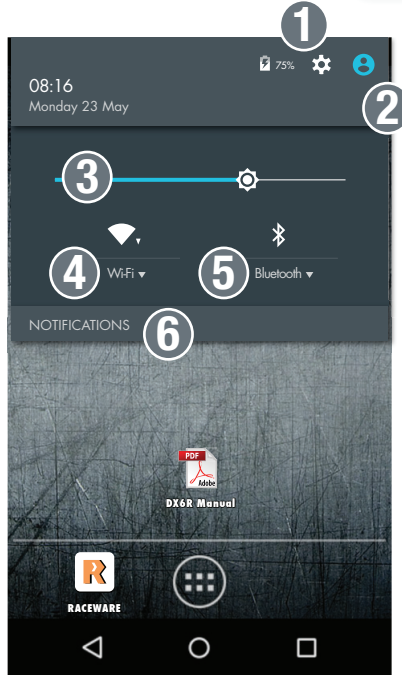 1
75%
08:16
Monday 23 May
2
3
4
Wi-Fi
5
Bluetooth
NOTIFICATIONS
6
PDF
Adobe
DX6R Manual
R
RACEWARE